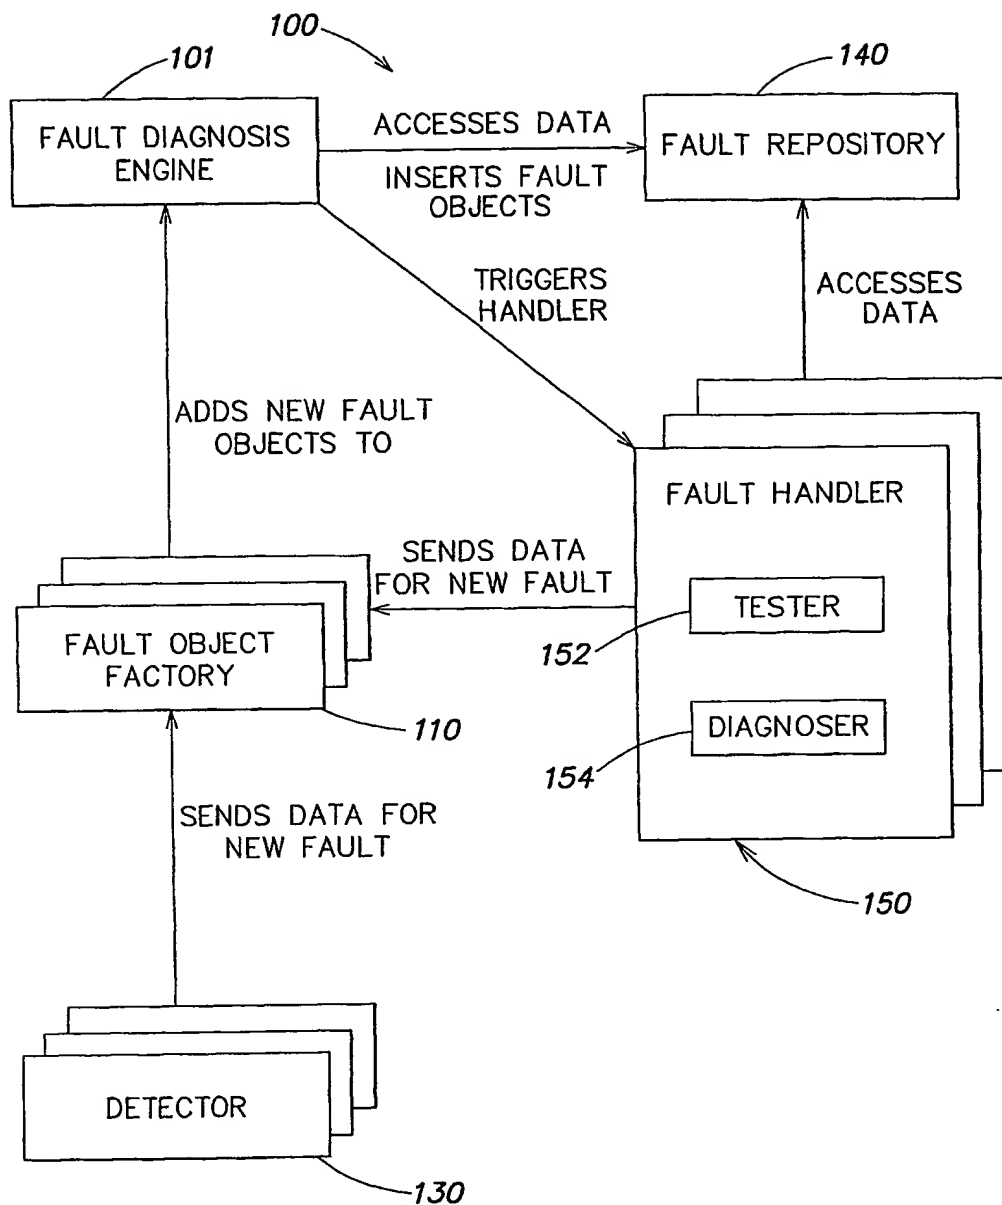 100
101
140
FAULT DIAGNOSIS
ENGINE
ACCESSES DATA
INSERTS FAULT
OBJECTS
FAULT REPOSITORY
TRIGGERS
HANDLER
ACCESSES
DATA
ADDS NEW FAULT
OBJECTS TO
FAULT HANDLER
SENDS DATA
FOR NEW FAULT
TESTER
152
FAULT OBJECT
FACTORY
110
DIAGNOSER
154
SENDS DATA FOR
NEW FAULT
150
DETECTOR
130